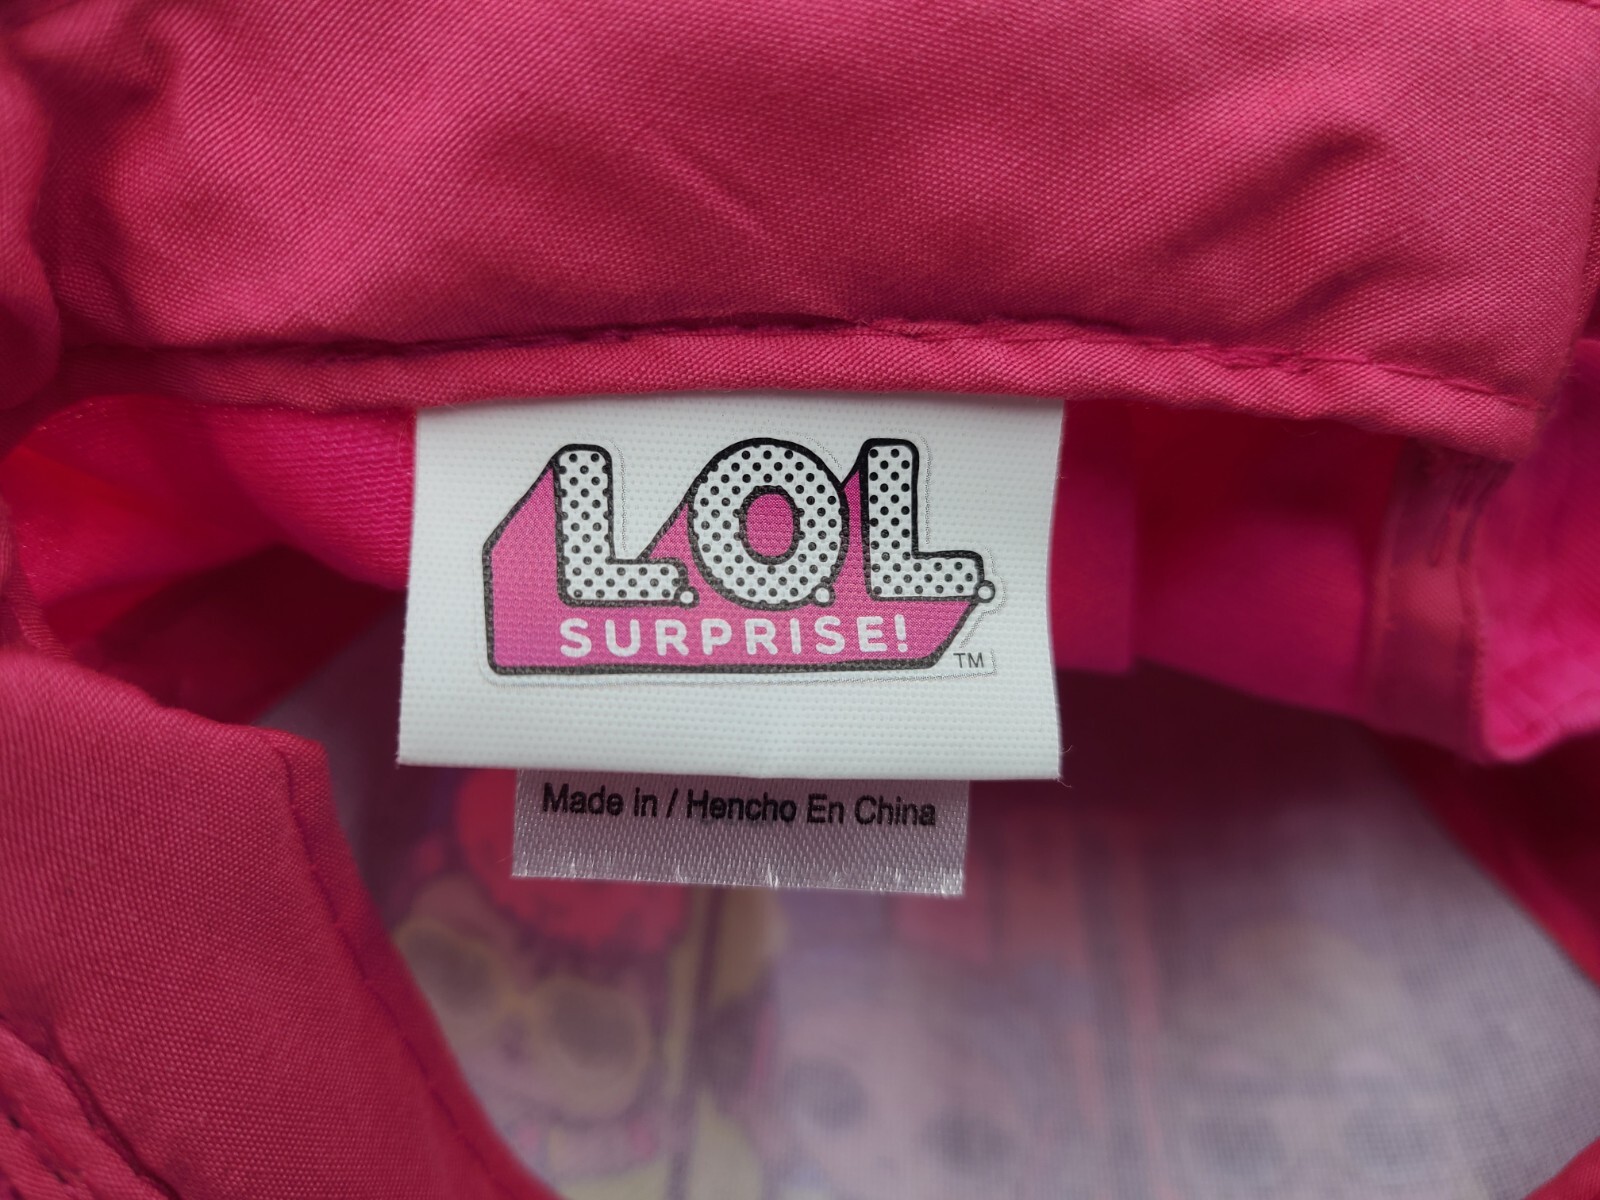 L.O.L.
SURPRISE!
TM
Made in / Hencho En China